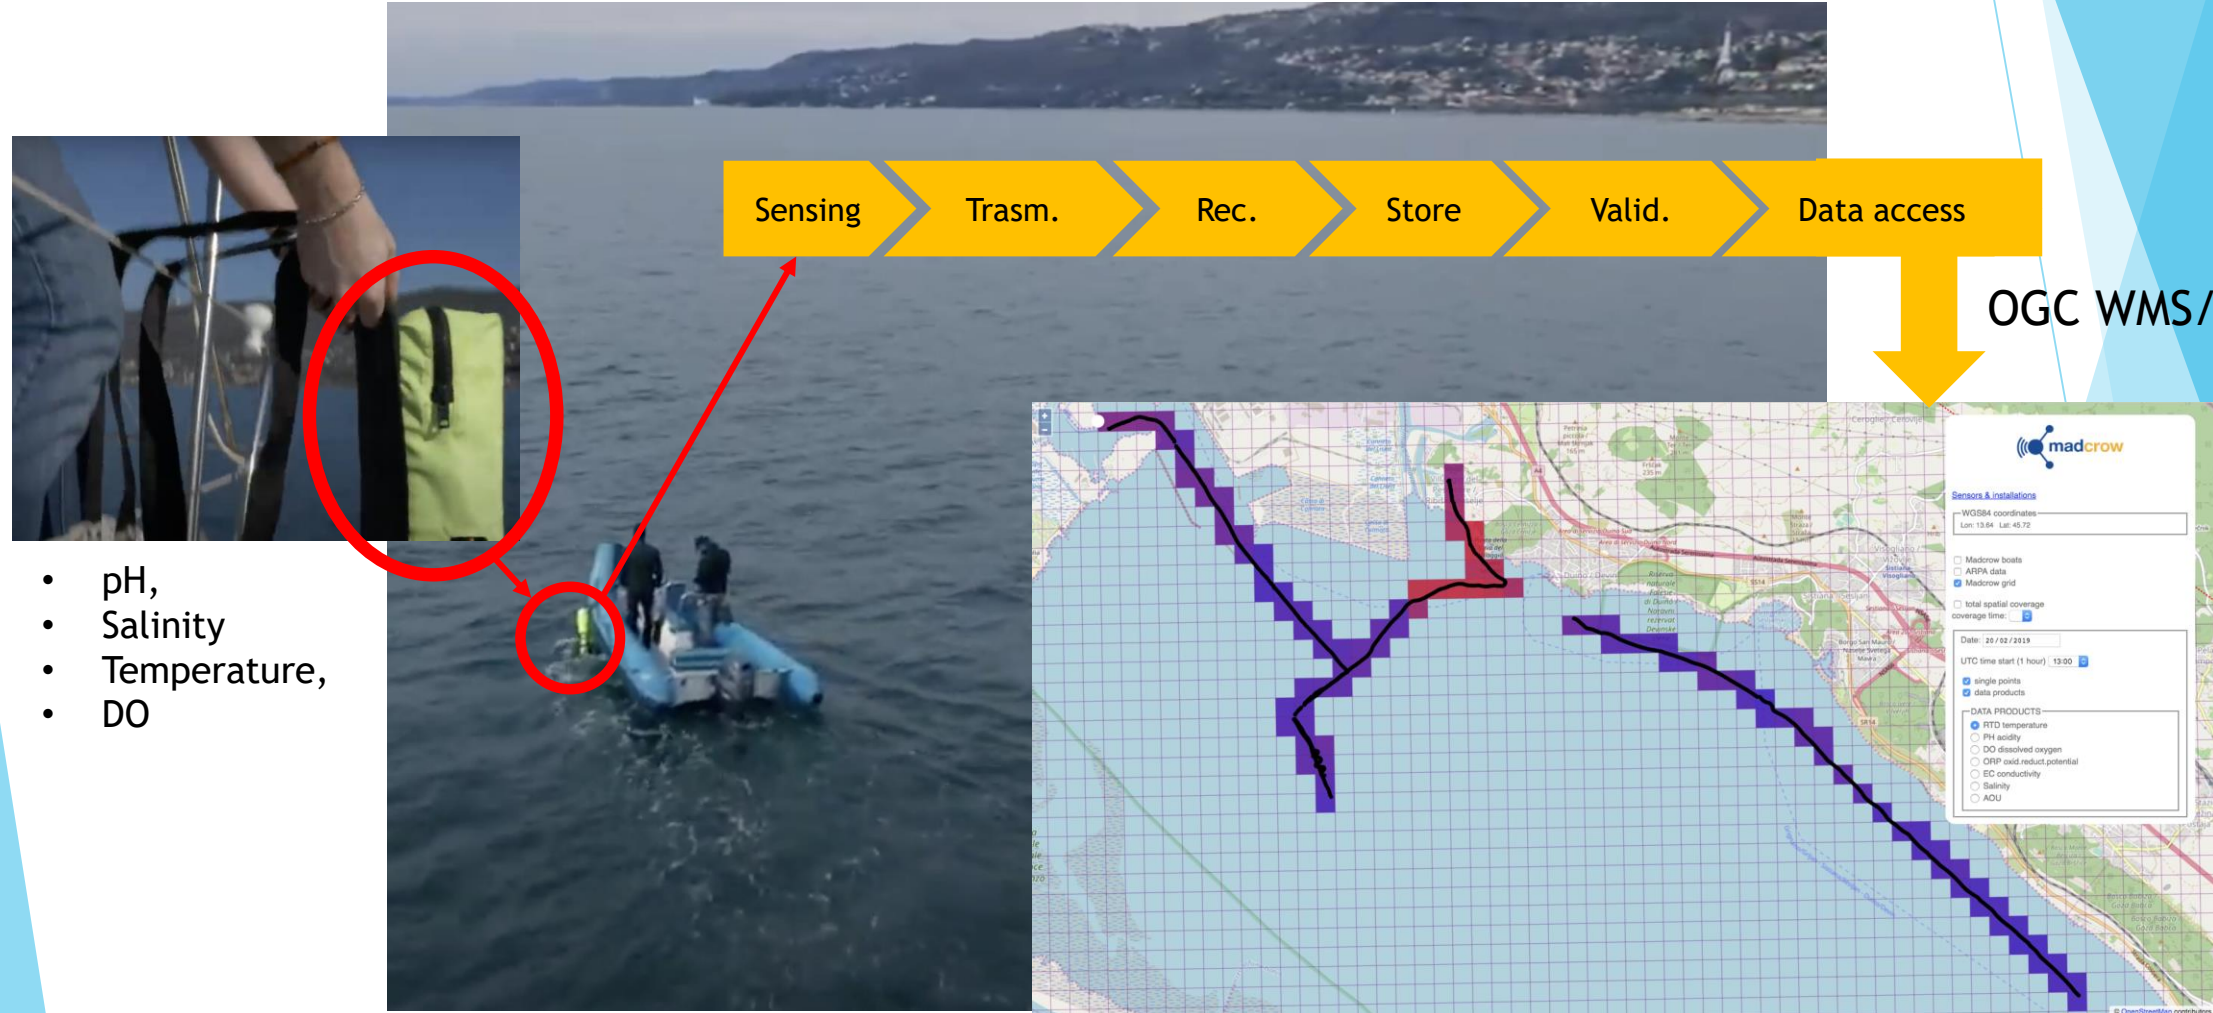 Sensing
Trasm.
Rec.
Store
Valid.
Data access
OGC WMS/
• pH,
• Salinity
• Temperature,
• DO
madcrow
Sensors & installations
WGS84 coordinates
Lon: 13.64 Lat: 45.72
Madcrow boats
ARPA data
Madcrow grid
total spatial coverage
coverage time:
Date: 20/02/2019
UTC time start (1 hour) 13:00
single points
data products
DATA PRODUCTS
RTD temperature
PH acidity
DO dissolved oxygen
ORP oxid.reduct.potential
EC conductivity
Salinity
AOU
SS14
© OpenStreetMap contributors